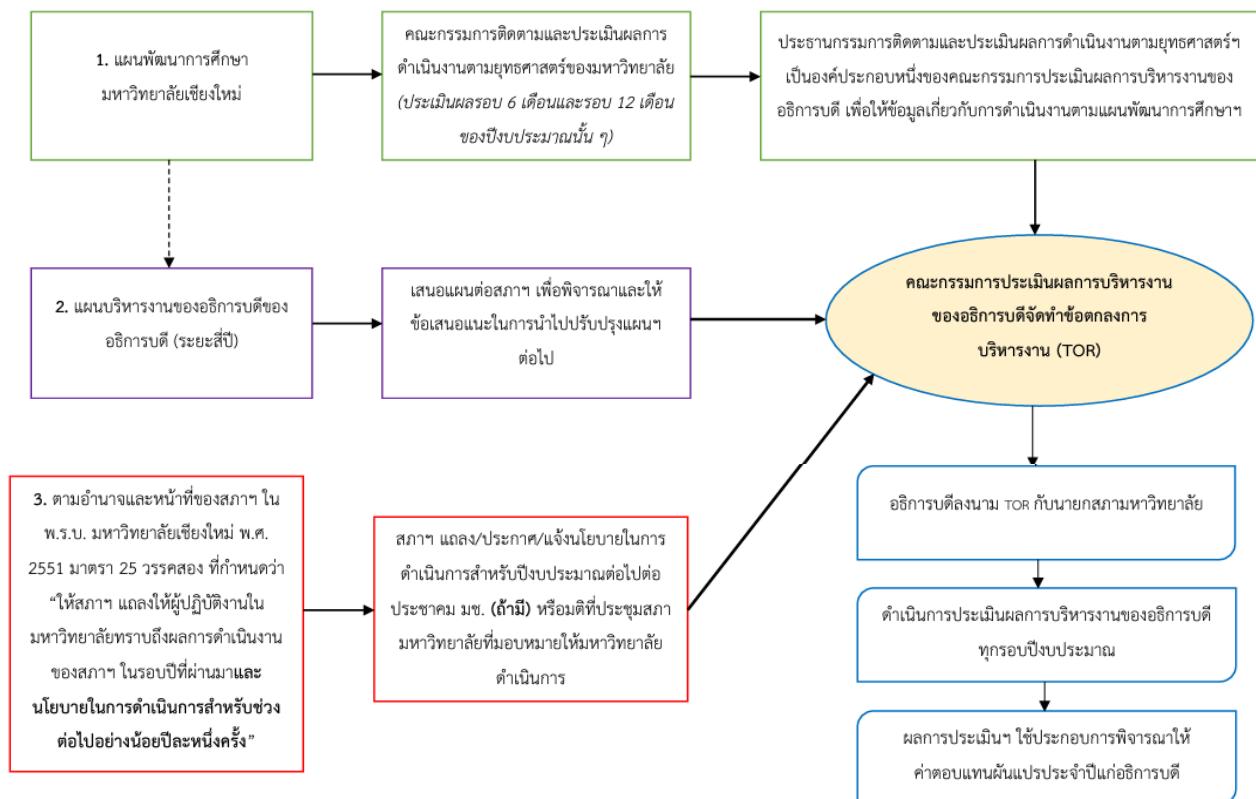 1. แผนพัฒนาการศึกษา
มหาวิทยาลัยเชียงใหม่
คณะกรรมการติดตามและประเมินผลการ
ดำเนินงานตามยุทธศาสตร์ของมหาวิทยาลัย
(ประเมินผลรอบ 6 เดือนและรอบ 12 เดือน
ของปีงบประมาณนั้น ๆ)
ประธานกรรมการติดตามและประเมินผลการดำเนินงานตามยุทธศาสตร์ฯ
เป็นองค์ประกอบหนึ่งของคณะกรรมการประเมินผลการบริหารงานของ
อธิการบดี เพื่อให้ข้อมูลเกี่ยวกับการดำเนินงานตามแผนพัฒนาการศึกษาฯ
2. แผนบริหารงานของอธิการบดีของ
อธิการบดี (ระยะสี่ปี)
เสนอแผนต่อสภาฯ เพื่อพิจารณาและให้
ข้อเสนอแนะในการนำไปปรับปรุงแผนฯ
ต่อไป
คณะกรรมการประเมินผลการบริหารงาน
ของอธิการบดีจัดทำข้อตกลงการ
บริหารงาน (TOR)
3. ตามอำนาจและหน้าที่ของสภาฯ ใน
พ.ร.บ. มหาวิทยาลัยเชียงใหม่ พ.ศ.
2551 มาตรา 25 วรรคสอง ที่กำหนดว่า
“ให้สภาฯ แถลงให้ผู้ปฏิบัติงานใน
มหาวิทยาลัยทราบถึงผลการดำเนินงาน
ของสภาฯ ในรอบปีที่ผ่านมาและ
นโยบายในการดำเนินการสำหรับช่วง
ต่อไปอย่างน้อยปีละหนึ่งครั้ง”
สภาฯ แถลง/ประกาศ/แจ้งนโยบายในการ
ดำเนินการสำหรับปีงบประมาณต่อไปต่อ
ประชาคม มช. (ถ้ามี) หรือมติที่ประชุมสภา
มหาวิทยาลัยที่มอบหมายให้มหาวิทยาลัย
ดำเนินการ
อธิการบดีลงนาม TOR กับนายกสภามหาวิทยาลัย
ดำเนินการประเมินผลการบริหารงานของอธิการบดี
ทุกรอบปีงบประมาณ
ผลการประเมินฯ ใช้ประกอบการพิจารณาให้
ค่าตอบแทนผันแปรประจำปีแก่อธิการบดี